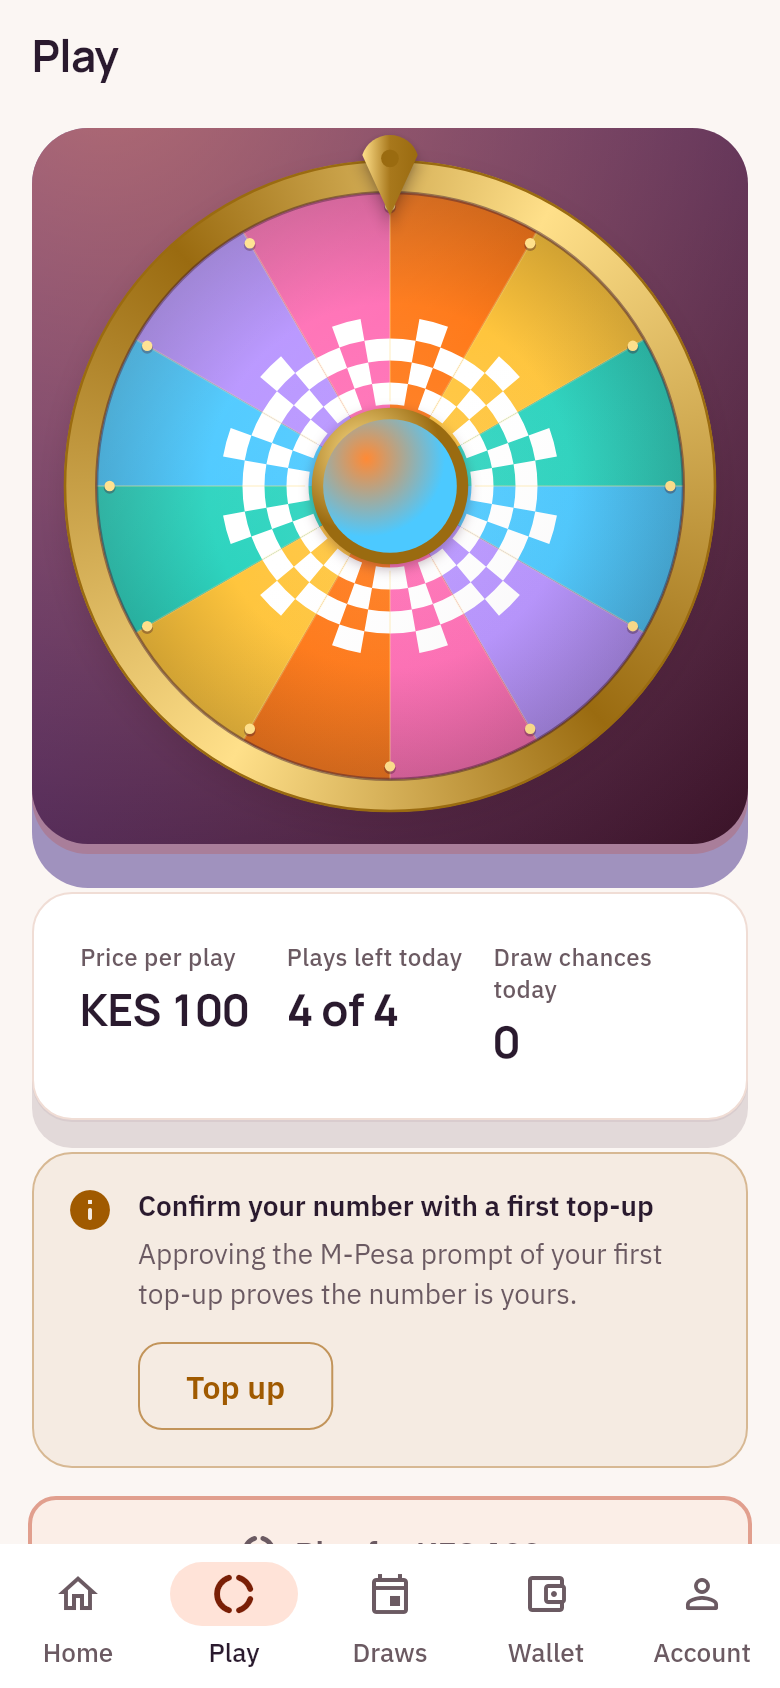 Play
Price per play
KES 100
Plays left today
4 of 4
Draw chances
today
0
Confirm your number with a first top-up
Approving the M-Pesa prompt of your first
top-up proves the number is yours.
Top up
Home
Play
Draws
Wallet
Account